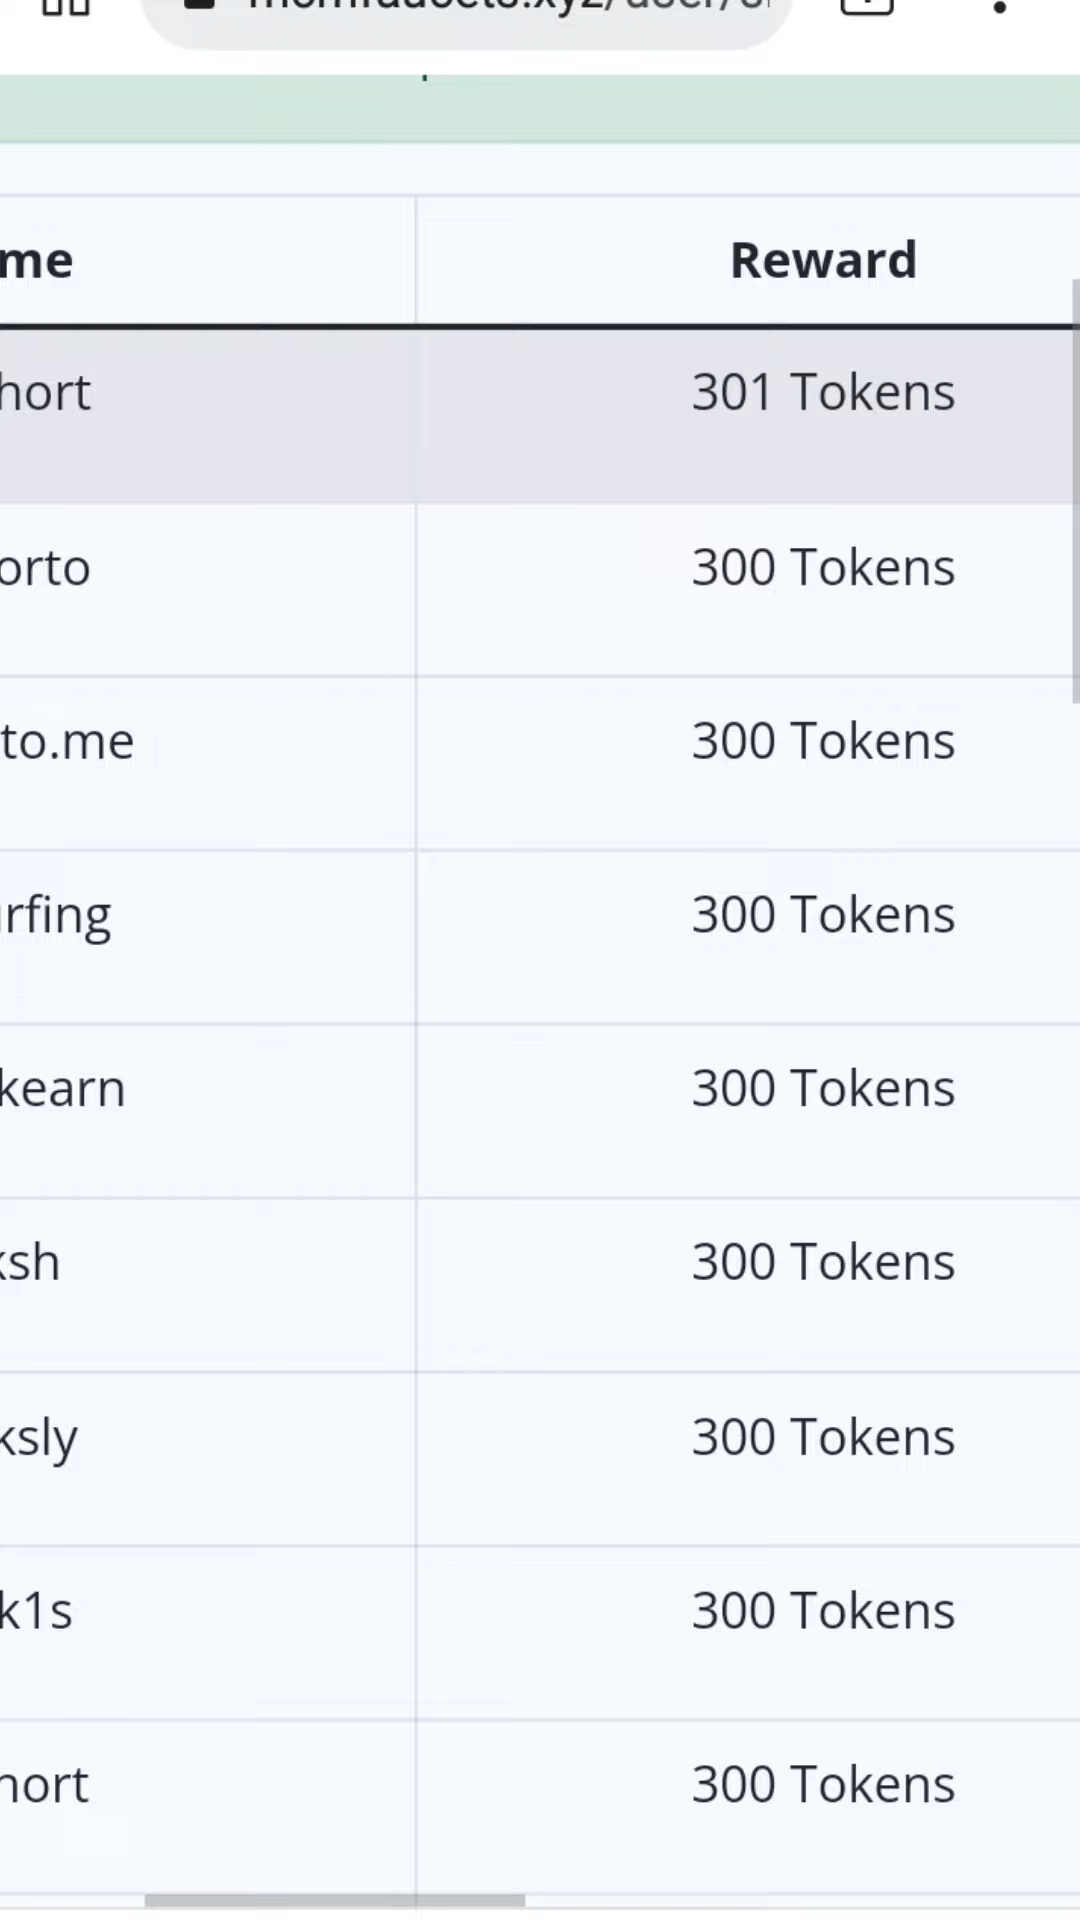 me Reward
hort 301 Tokens
orto 300 Tokens
to.me 300 Tokens
rfing 300 Tokens
kearn 300 Tokens
ksh 300 Tokens
ksly 300 Tokens
k1s 300 Tokens
hort 300 Tokens